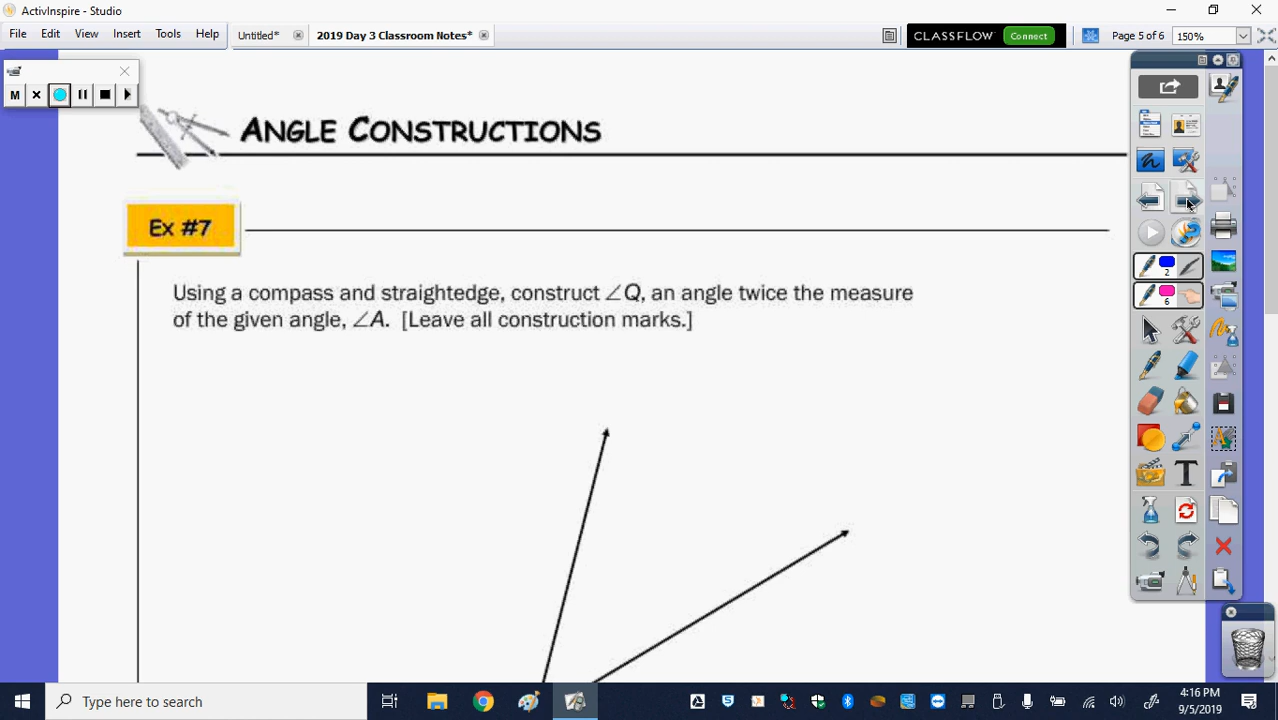 ActivInspire - Studio
File Edit View Insert Tools Help Untitled* 2019 Day 3 Classroom Notes* CLASSFLOW Connect Page 5 of 6 150%
M
ANGLE CONSTRUCTIONS
Ex #7
Using a compass and straightedge, construct ∠Q, an angle twice the measure
of the given angle, ∠A. [Leave all construction marks.]
2
6
T
Type here to search
4:16 PM
9/5/2019